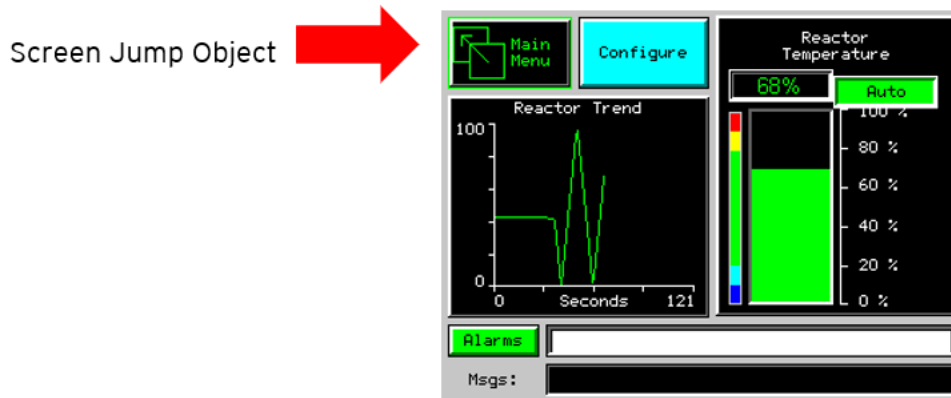 Screen Jump Object
Main
Menu
Configure
Reactor
Temperature
68%
Auto
Reactor Trend
100
0
0 Seconds 121
100 %
80 %
60 %
40 %
20 %
0 %
Alarms
Msgs: